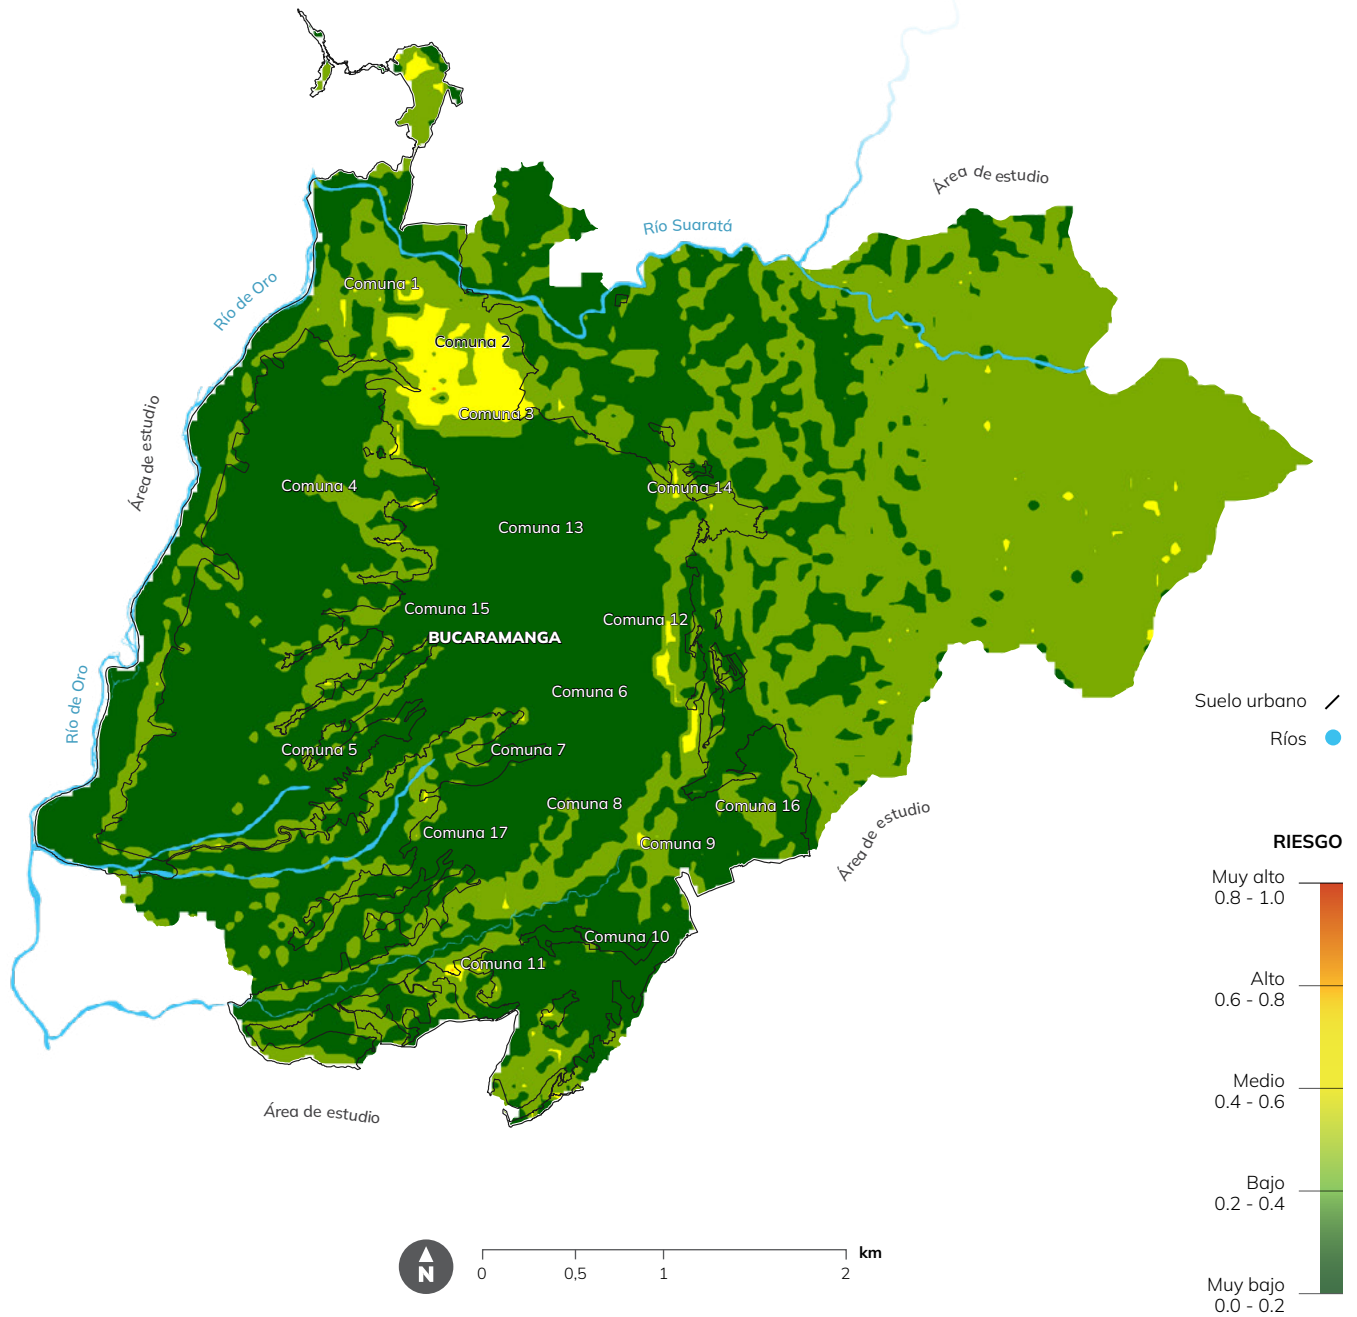 Área de estudio
Río Suaratá
Río de Oro
Comuna 1
Comuna 2
Comuna 3
Área de estudio
Comuna 4
Comuna 14
Comuna 13
Comuna 15
Comuna 12
BUCARAMANGA
Río de Oro
Comuna 6
Comuna 5
Comuna 7
Comuna 8
Comuna 16
Comuna 17
Comuna 9
Área de estudio
Comuna 10
Comuna 11
Área de estudio
Suelo urbano
Ríos
RIESGO
Muy alto
0.8 - 1.0
Alto
0.6 - 0.8
Medio
0.4 - 0.6
Bajo
0.2 - 0.4
Muy bajo
0.0 - 0.2
N
km
0 0,5 1 2